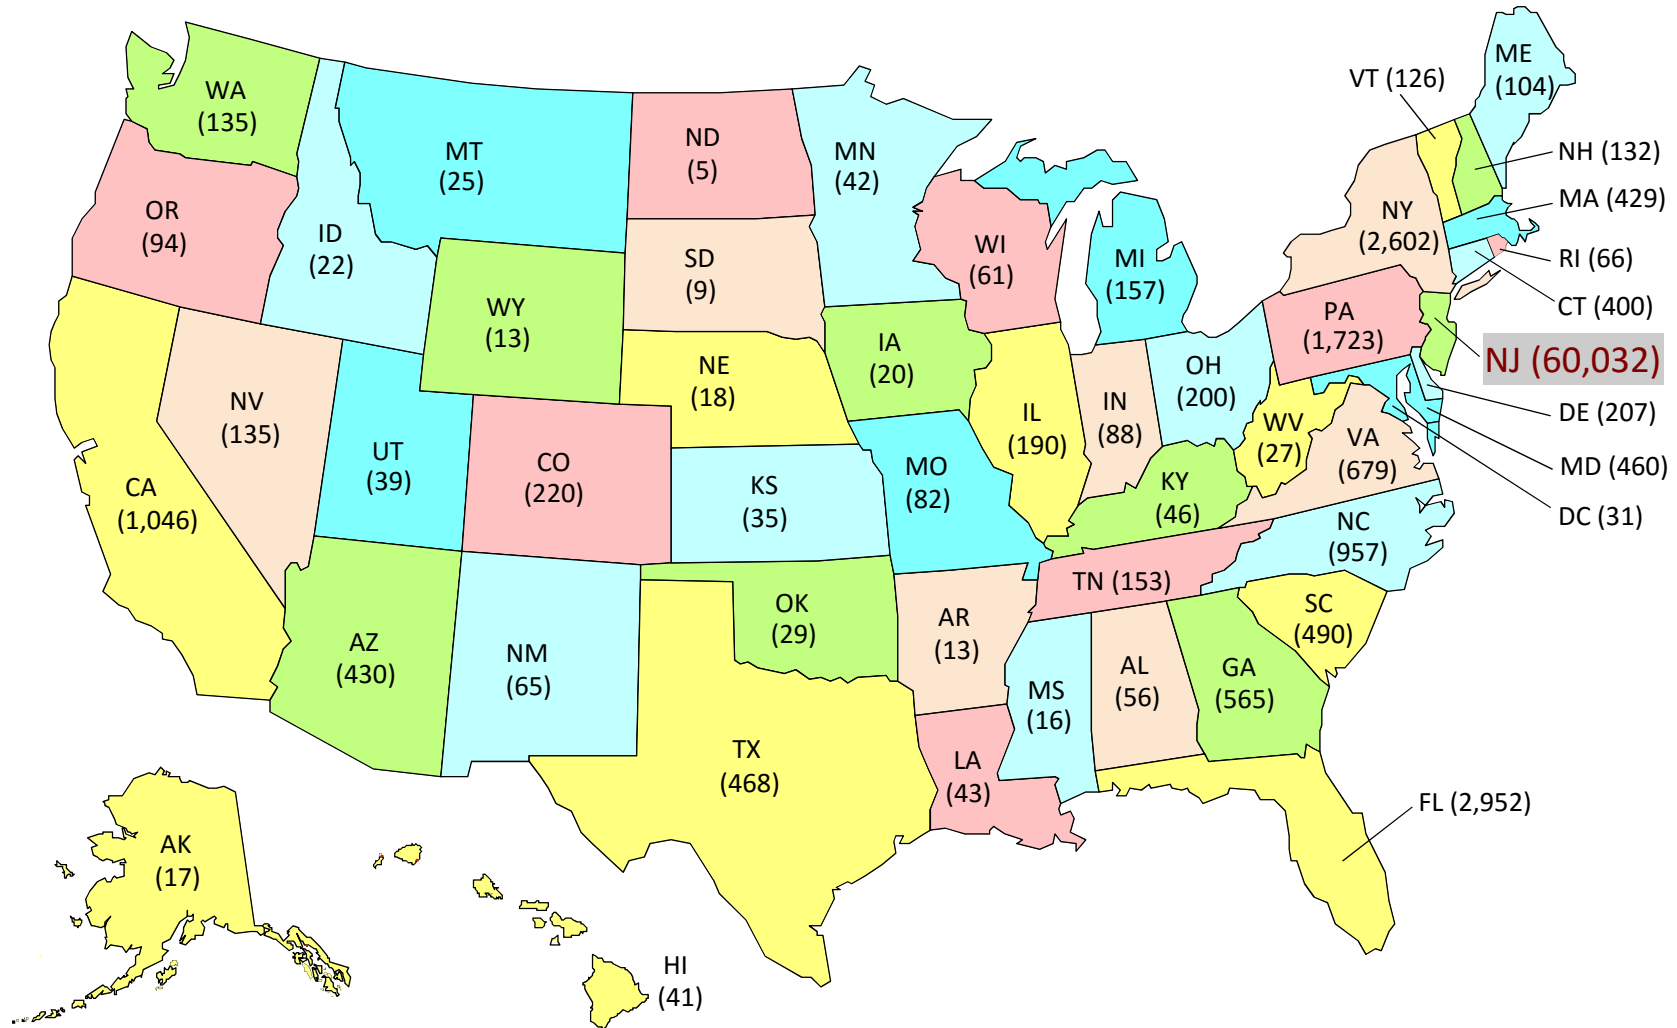 WA
(135)
OR
(94)
CA
(1,046)
NV
(135)
ID
(22)
MT
(25)
WY
(13)
UT
(39)
AZ
(430)
CO
(220)
NM
(65)
ND
(5)
SD
(9)
NE
(18)
KS
(35)
OK
(29)
TX
(468)
MN
(42)
IA
(20)
MO
(82)
AR
(13)
LA
(43)
WI
(61)
IL
(190)
MI
(157)
IN
(88)
OH
(200)
KY
(46)
TN (153)
MS
(16)
AL
(56)
GA
(565)
SC
(490)
NC
(957)
VA
(679)
WV
(27)
PA
(1,723)
NY
(2,602)
VT (126)
ME
(104)
NH (132)
MA (429)
RI (66)
CT (400)
NJ (60,032)
DE (207)
MD (460)
DC (31)
FL (2,952)
AK
(17)
HI
(41)